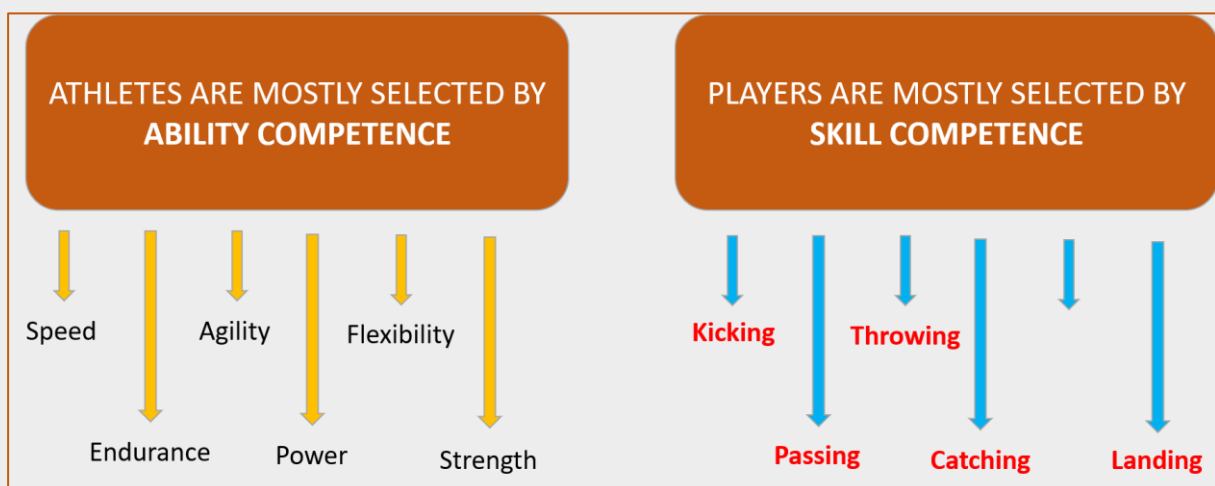 ATHLETES ARE MOSTLY SELECTED BY
ABILITY COMPETENCE
PLAYERS ARE MOSTLY SELECTED BY
SKILL COMPETENCE
Speed
Agility
Flexibility
Endurance
Power
Strength
Kicking
Throwing
Passing
Catching
Landing